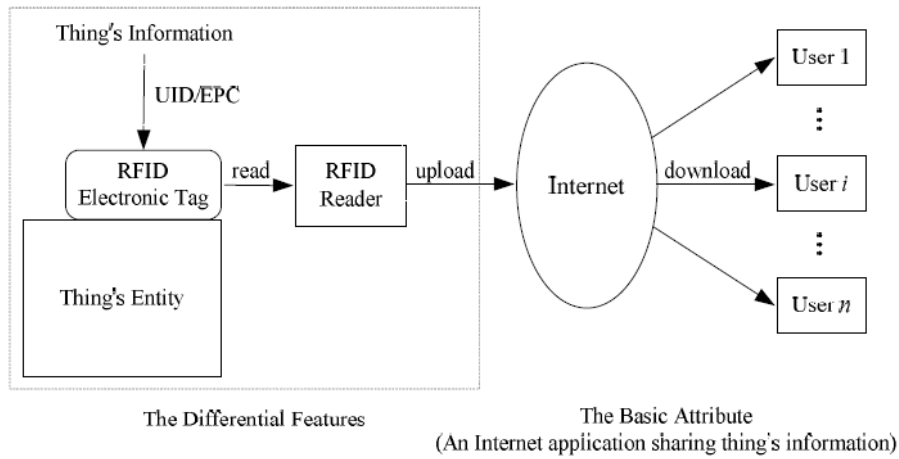 Thing's Information
UID/EPC
RFID
Electronic Tag
read
RFID
Reader
upload
Internet
download
User 1
User i
User n
Thing's Entity
The Differential Features
The Basic Attribute
(An Internet application sharing thing's information)